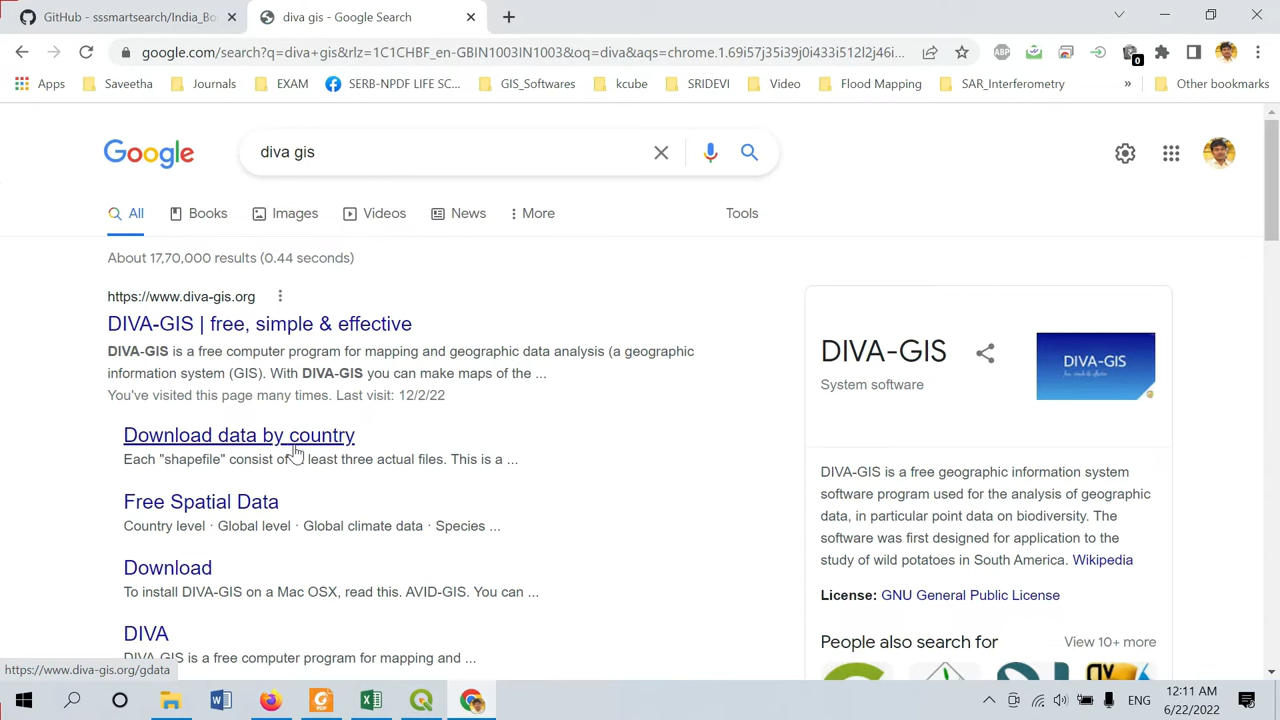 GitHub - sssmartsearch/India_Bo
diva gis - Google Search
google.com/search?q=diva+gis&rlz=1C1CHBF_en-GBIN1003IN1003&oq=diva&aqs=chrome.1.69i57j35i39j0i433i512l2j46i...
ABP
0
Apps
Saveetha
Journals
EXAM
SERB-NPDF LIFE SC...
GIS_Softwares
kcube
SRIDEVI
Video
Flood Mapping
SAR_Interferometry
»
Other bookmarks
Google
diva gis
All
Books
Images
Videos
News
More
Tools
About 17,70,000 results (0.44 seconds)
https://www.diva-gis.org
DIVA-GIS | free, simple & effective
DIVA-GIS is a free computer program for mapping and geographic data analysis (a geographic
information system (GIS). With DIVA-GIS you can make maps of the ...
You've visited this page many times. Last visit: 12/2/22
Download data by country
Each "shapefile" consist of least three actual files. This is a ...
Free Spatial Data
Country level · Global level · Global climate data · Species ...
Download
To install DIVA-GIS on a Mac OSX, read this. AVID-GIS. You can ...
DIVA
DIVA-GIS is a free computer program for mapping and ...
https://www.diva-gis.org/gdata
DIVA-GIS
System software
DIVA-GIS
DIVA-GIS is a free geographic information system
software program used for the analysis of geographic
data, in particular point data on biodiversity. The
software was first designed for application to the
study of wild potatoes in South America. Wikipedia
License: GNU General Public License
People also search for
View 10+ more
ENG
12:11 AM
6/22/2022